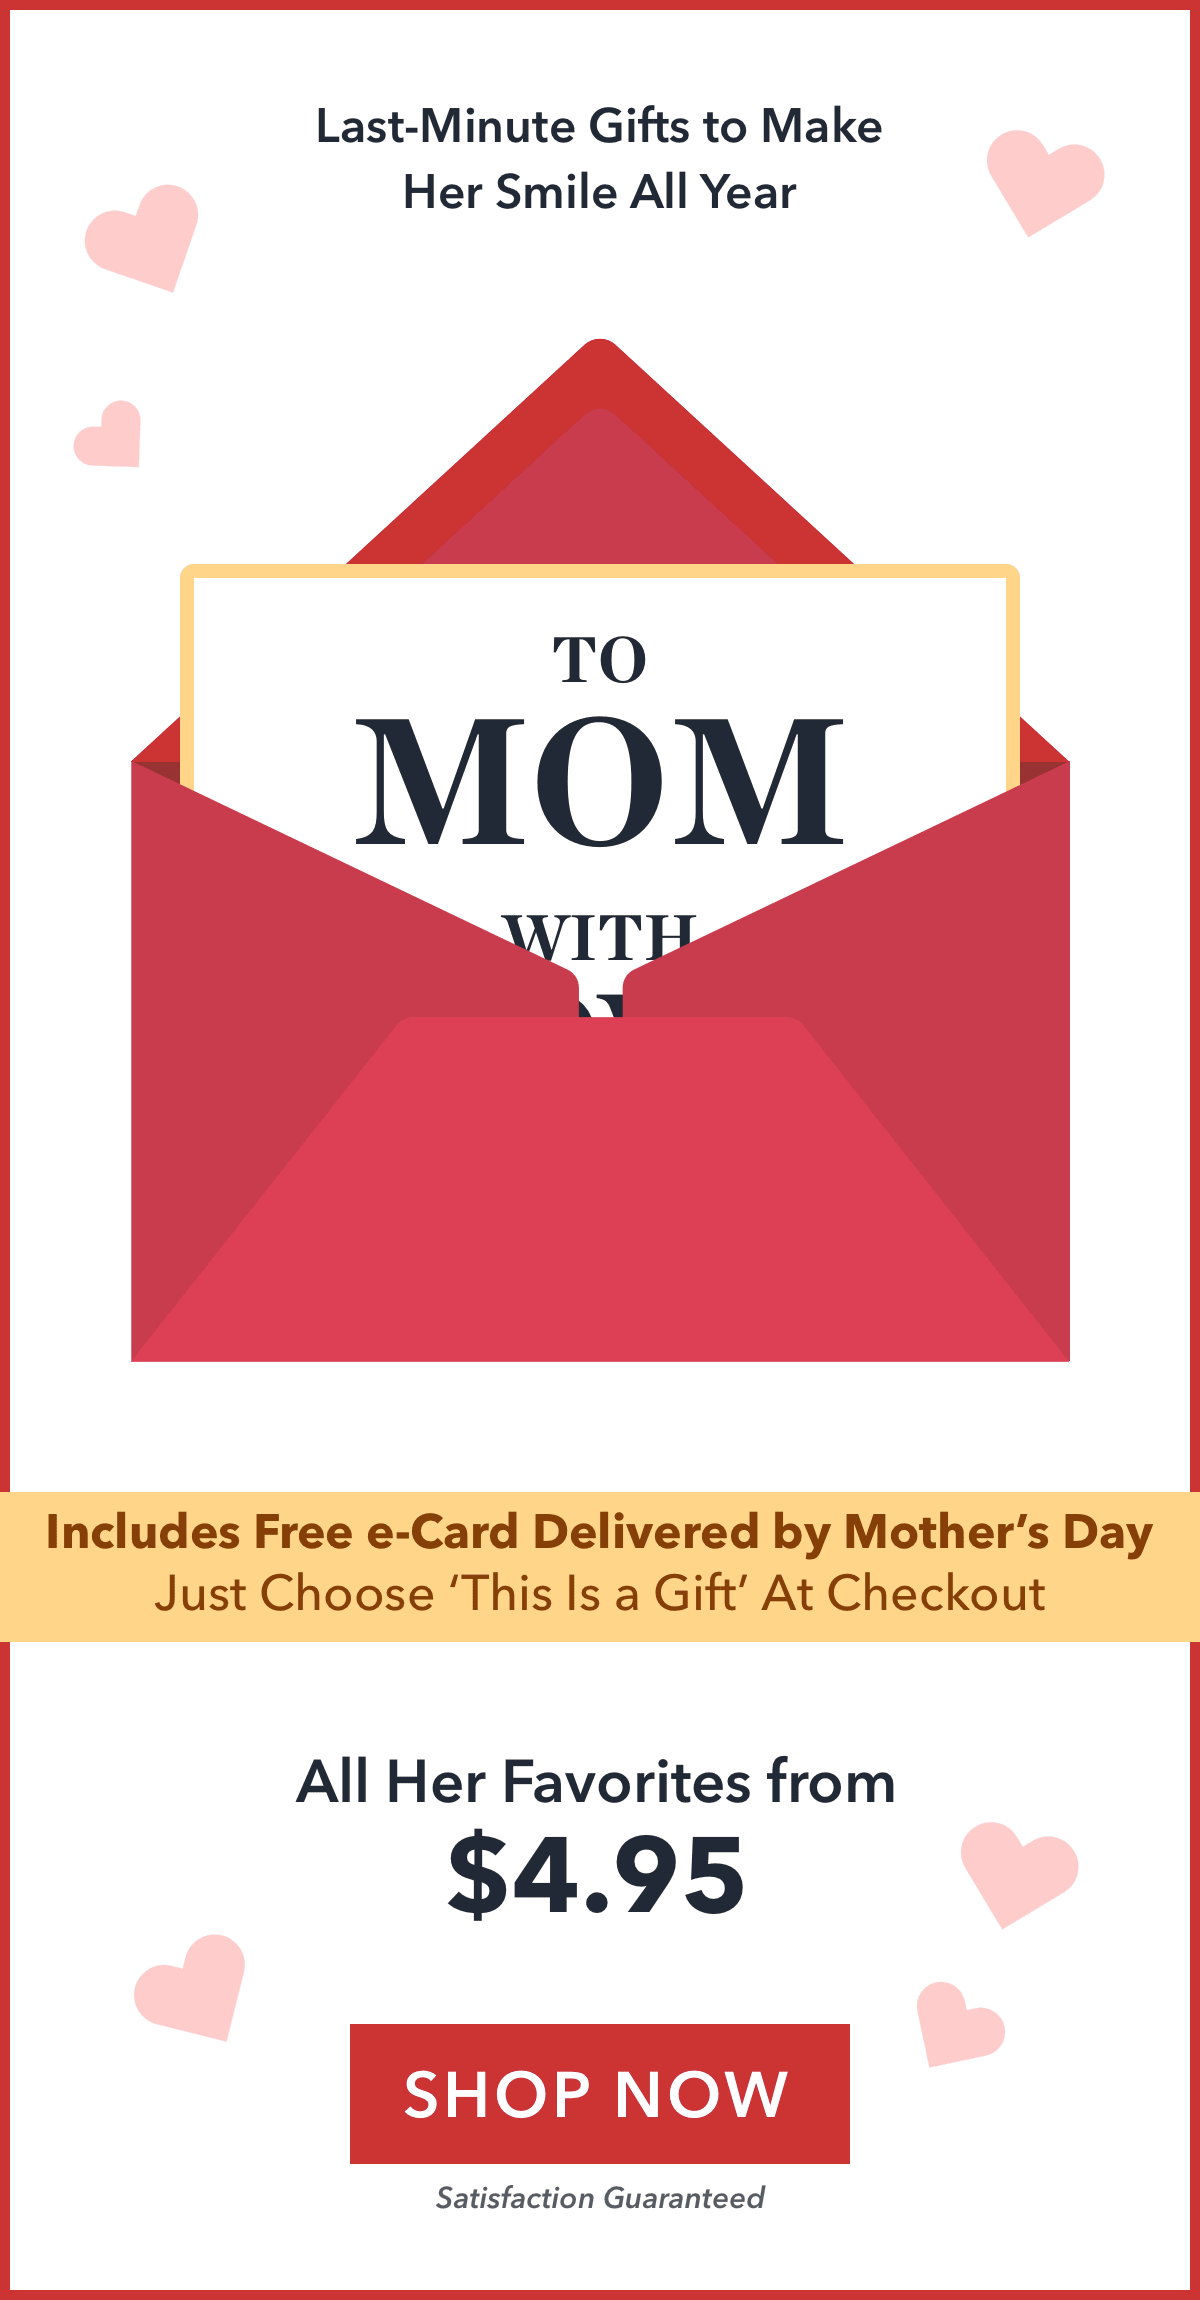 Last-Minute Gifts to Make
Her Smile All Year
TO
MOM
WITH
Includes Free e-Card Delivered by Mother’s Day
Just Choose ‘This Is a Gift’ At Checkout
All Her Favorites from
$4.95
SHOP NOW
Satisfaction Guaranteed